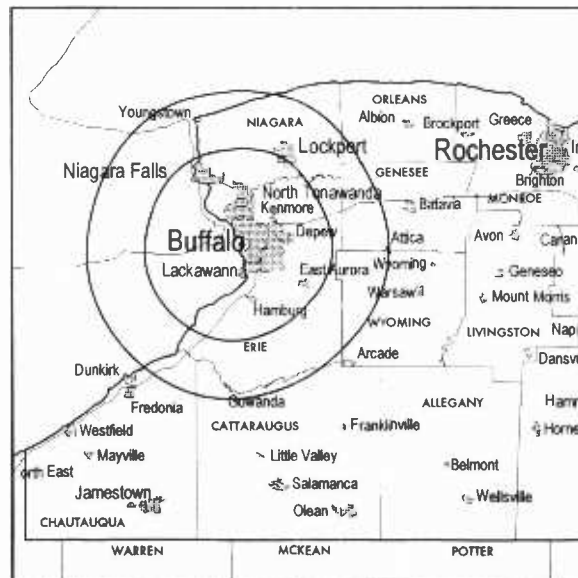 ORLEANS
Youngstown
NIAGARA
Albion
Brockport
Greece
Lockport
Rochester
Niagara Falls
GENESEE
Brighton
North Tonawanda
MONROE
Kenmore
Batavia
Depew
Avon
Buffalo
Attica
Lackawann
East Aurora
Wyoming
Geneseo
Warsaw
Mount Morris
Hamburg
WYOMING
LIVINGSTON
ERIE
Arcade
Dansv
Dunkirk
Gowanda
ALLEGANY
Fredonia
CATTARAUGUS
Franklinville
Westfield
Mayville
Little Valley
Belmont
East
Salamanca
Jamestown
Wellsville
Olean
CHAUTAUQUA
WARREN
MCKEAN
POTTER